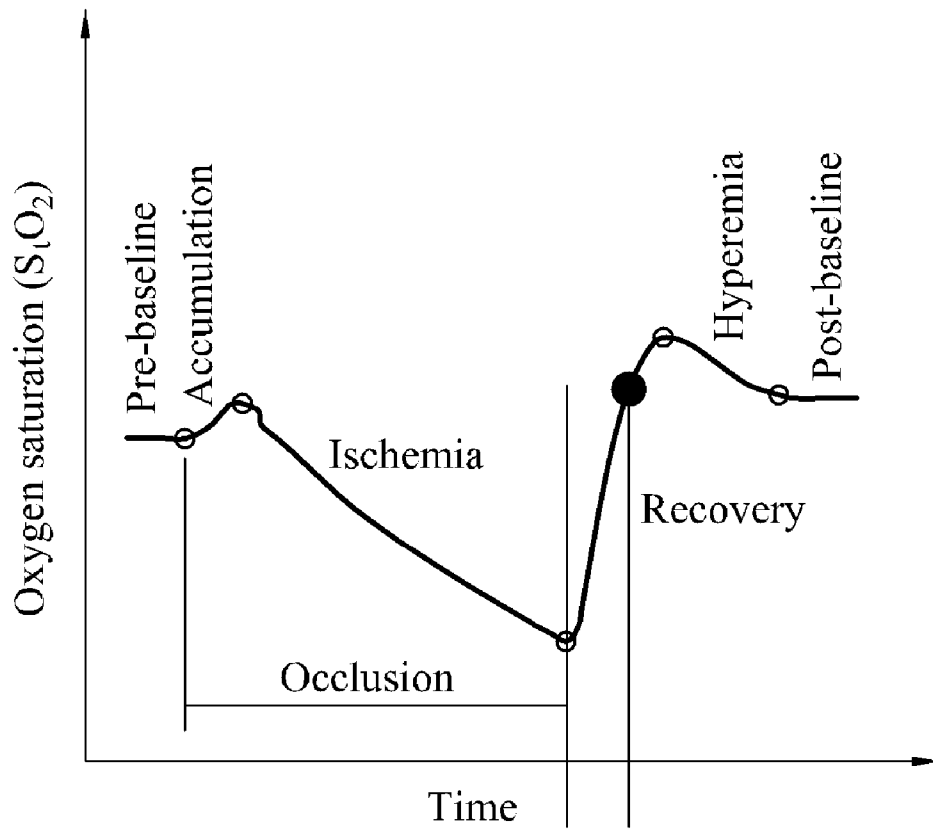 Oxygen saturation (StO2)
Pre-baseline
Accumulation
Ischemia
Occlusion
Recovery
Hyperemia
Post-baseline
Time